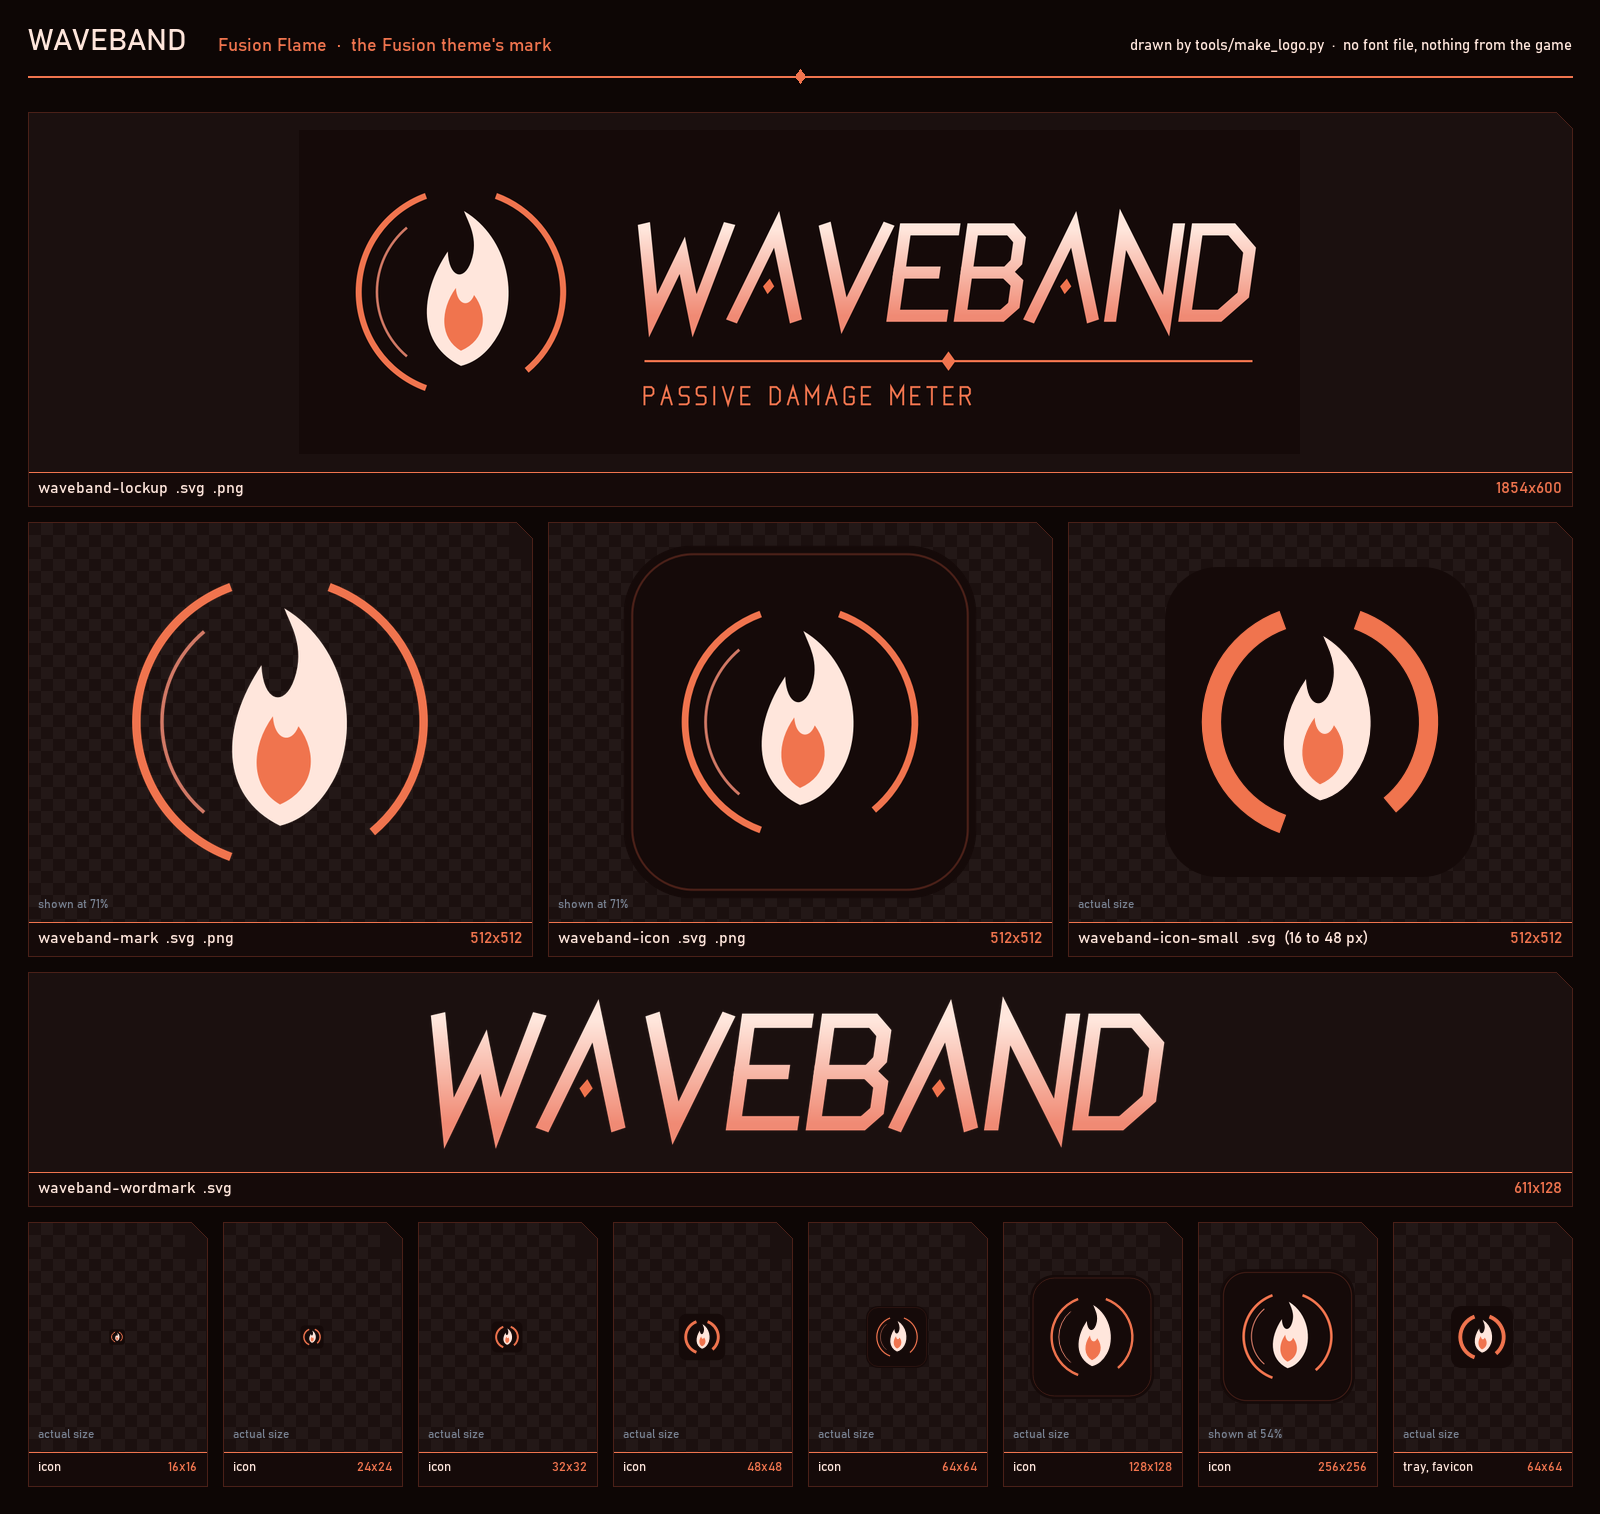 WAVEBAND Fusion Flame · the Fusion theme's mark drawn by tools/make_logo.py · no font file, nothing from the game
WAVEBAND
PASSIVE DAMAGE METER
waveband-lockup .svg .png 1854x600
shown at 71% shown at 71% actual size
waveband-mark .svg .png 512x512 waveband-icon .svg .png 512x512 waveband-icon-small .svg (16 to 48 px) 512x512
WAVEBAND
waveband-wordmark .svg 611x128
actual size actual size actual size actual size actual size actual size shown at 54% actual size
icon 16x16 icon 24x24 icon 32x32 icon 48x48 icon 64x64 icon 128x128 icon 256x256 tray, favicon 64x64